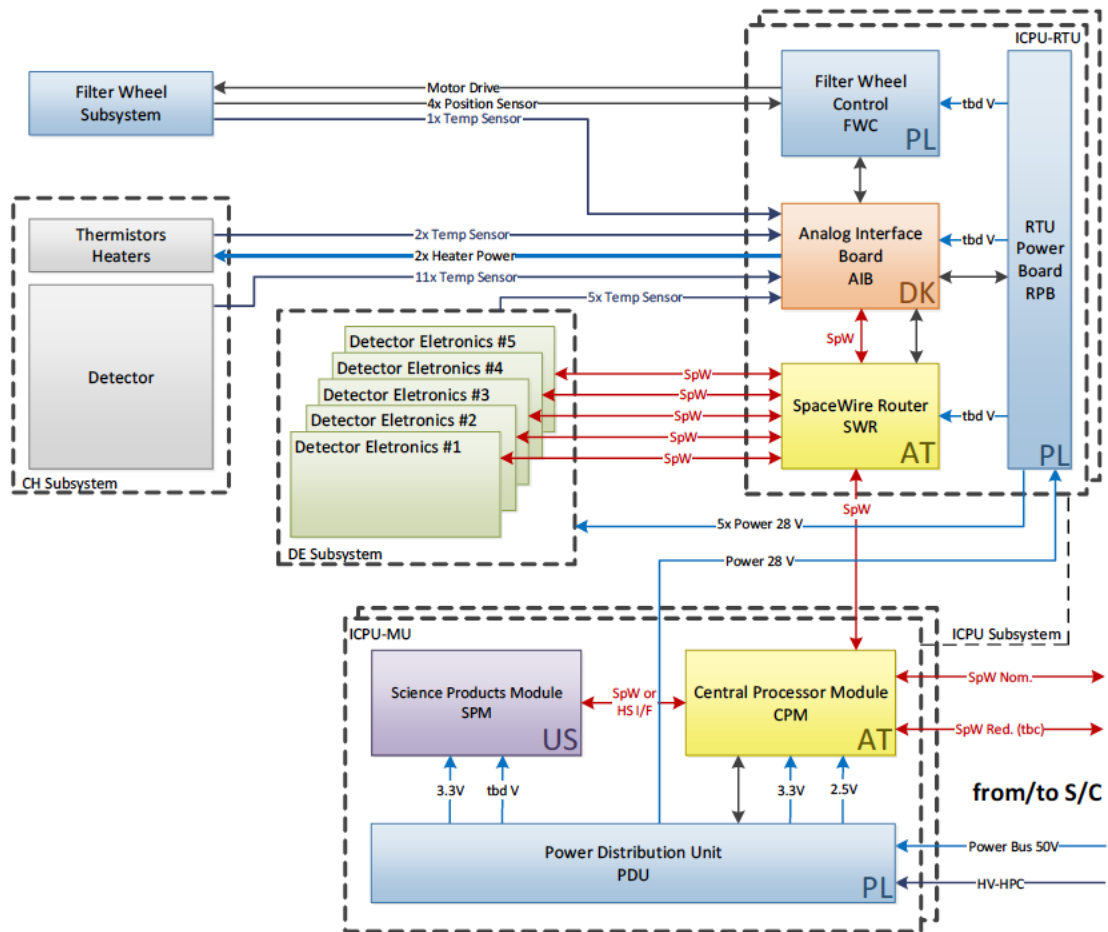 ICPU-RTU
Filter Wheel
Subsystem
Motor Drive
4x Position Sensor
1x Temp Sensor
Filter Wheel
Control
FWC
PL
tbd V
RTU
Power
Board
RPB
PL
Thermistors
Heaters
2x Temp Sensor
2x Heater Power
11x Temp Sensor
5x Temp Sensor
Analog Interface
Board
AIB
DK
tbd V
Detector
CH Subsystem
SpW
Detector Eletronics #5
Detector Eletronics #4
Detector Eletronics #3
Detector Eletronics #2
Detector Eletronics #1
DE Subsystem
SpW
SpW
SpW
SpW
SpW
SpaceWire Router
SWR
AT
tbd V
SpW
5x Power 28 V
Power 28 V
ICPU-MU
ICPU Subsystem
Science Products Module
SPM
US
SpW or
HS I/F
Central Processor Module
CPM
AT
SpW Nom.
SpW Red. (tbc)
3.3V
tbd V
3.3V
2.5V
from/to S/C
Power Distribution Unit
PDU
PL
Power Bus 50V
HV-HPC